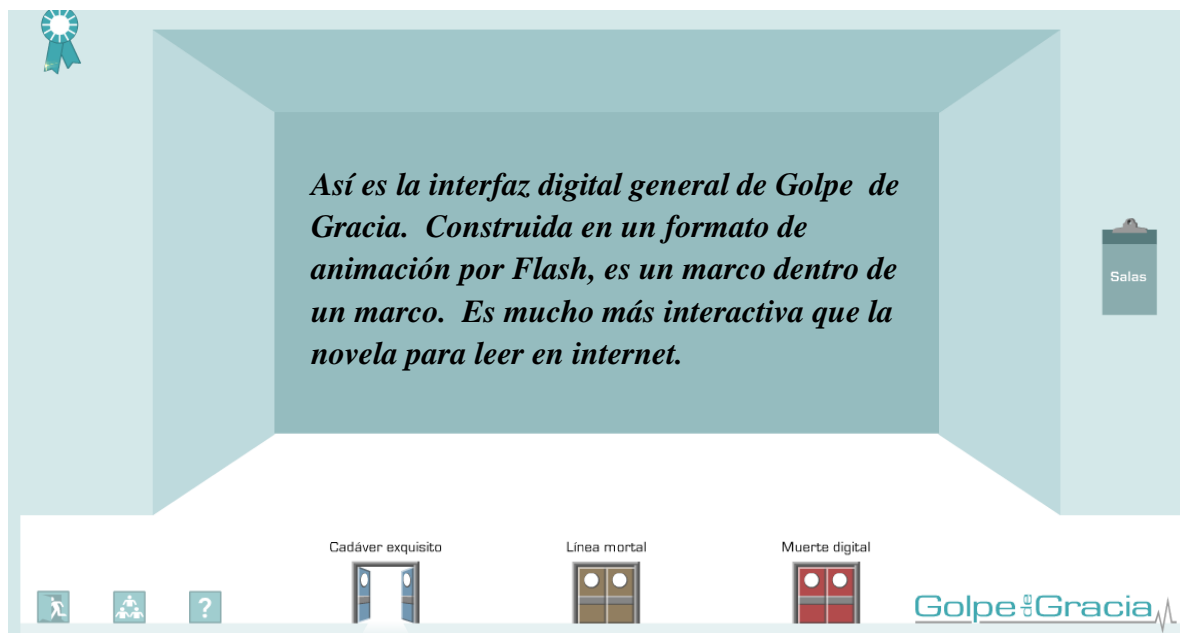 Así es la interfaz digital general de Golpe de
Gracia. Construida en un formato de
animación por Flash, es un marco dentro de
un marco. Es mucho más interactiva que la
novela para leer en internet.
Salas
Cadáver exquisito
Línea mortal
Muerte digital
?
Golpe de Gracia